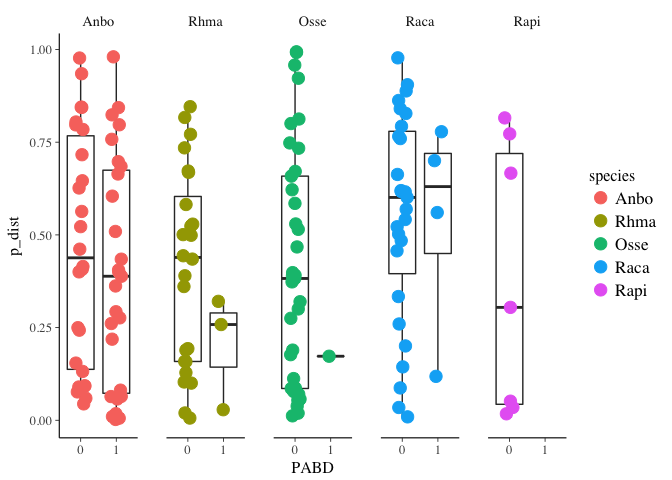 Anbo Rhma Osse Raca Rapi
1.00
0.75
0.50
0.25
0.00
p_dist
0 1 0 1 0 1 0 1 0 1
PABD
species
Anbo
Rhma
Osse
Raca
Rapi